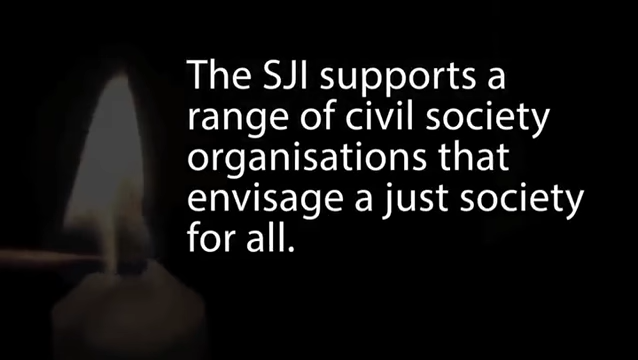 The SJI supports a
range of civil society
organisations that
envisage a just society
for all.